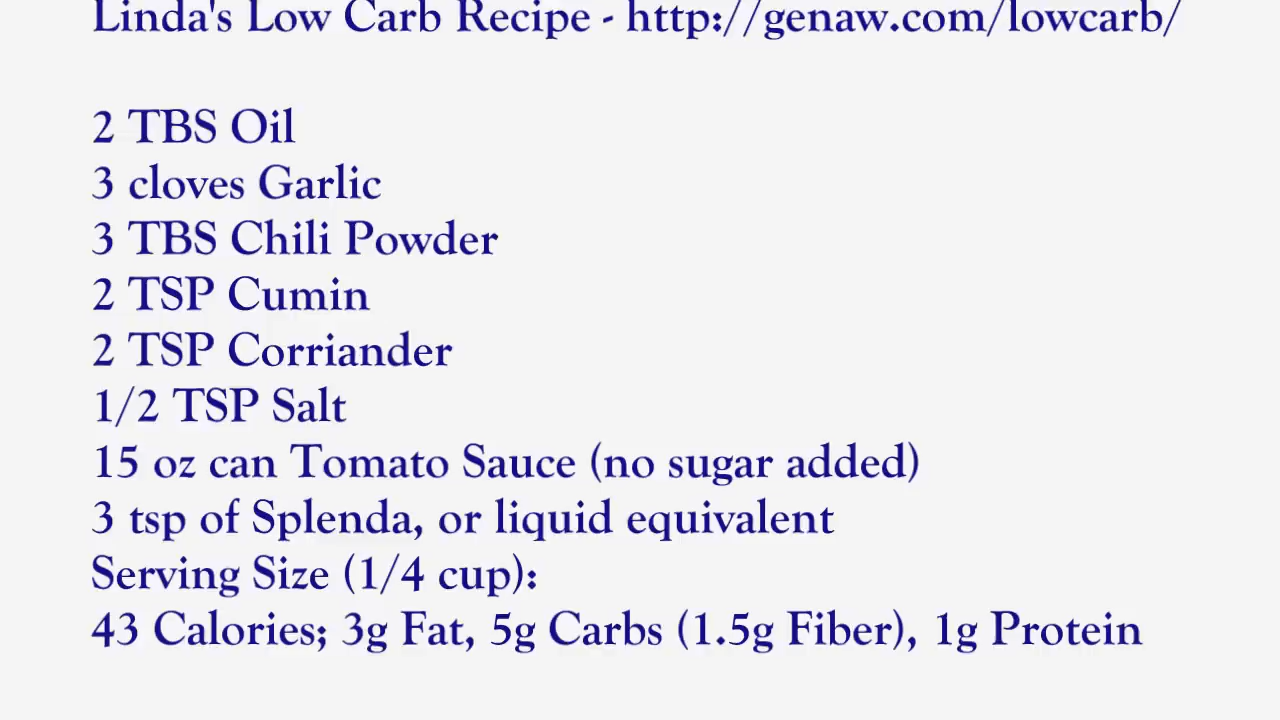 Linda's Low Carb Recipe - http://genaw.com/lowcarb/
2 TBS Oil
3 cloves Garlic
3 TBS Chili Powder
2 TSP Cumin
2 TSP Corriander
1/2 TSP Salt
15 oz can Tomato Sauce (no sugar added)
3 tsp of Splenda, or liquid equivalent
Serving Size (1/4 cup):
43 Calories; 3g Fat, 5g Carbs (1.5g Fiber), 1g Protein